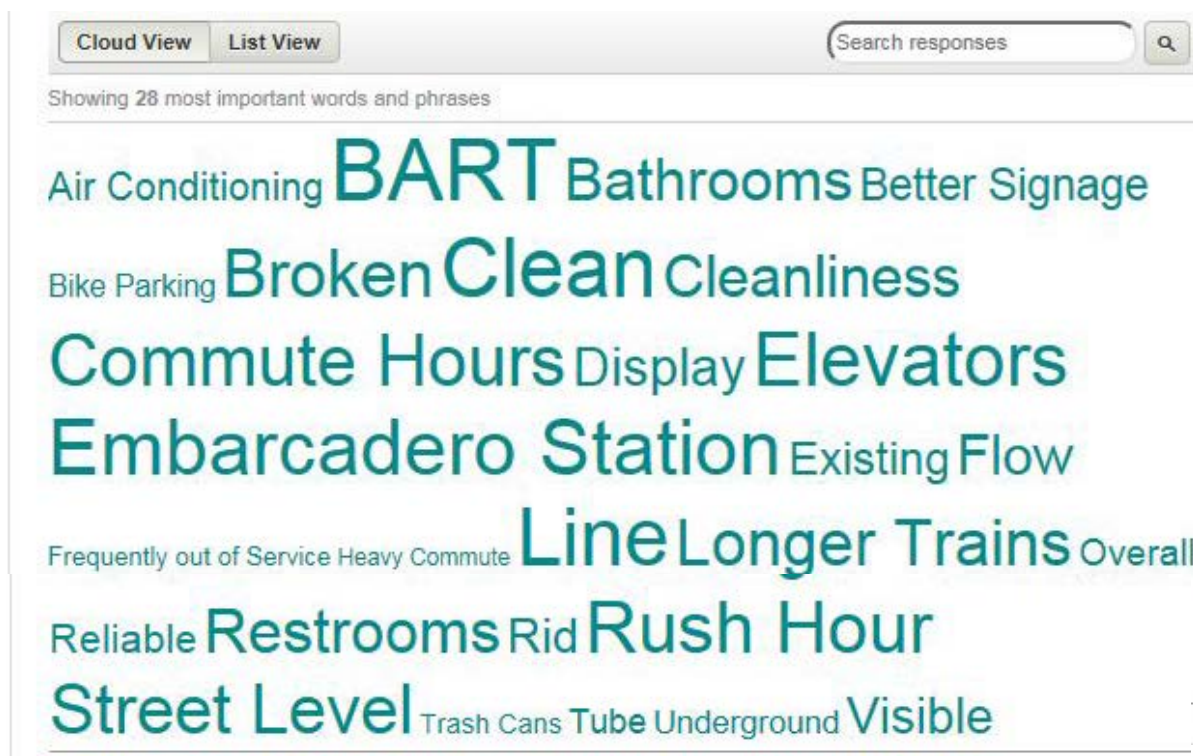 Cloud View List View Search responses
Showing 28 most important words and phrases
Air Conditioning BART Bathrooms Better Signage
Bike Parking Broken Clean Cleanliness
Commute Hours Display Elevators
Embarcadero Station Existing Flow
Frequently out of Service Heavy Commute Line Longer Trains Overall
Reliable Restrooms Rid Rush Hour
Street Level Trash Cans Tube Underground Visible